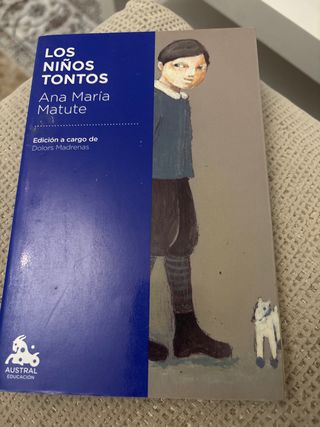 LOS
NIÑOS
TONTOS
Ana María
Matute
Edición a cargo de
Dolors Madrenas
AUSTRAL
EDUCACIÓN